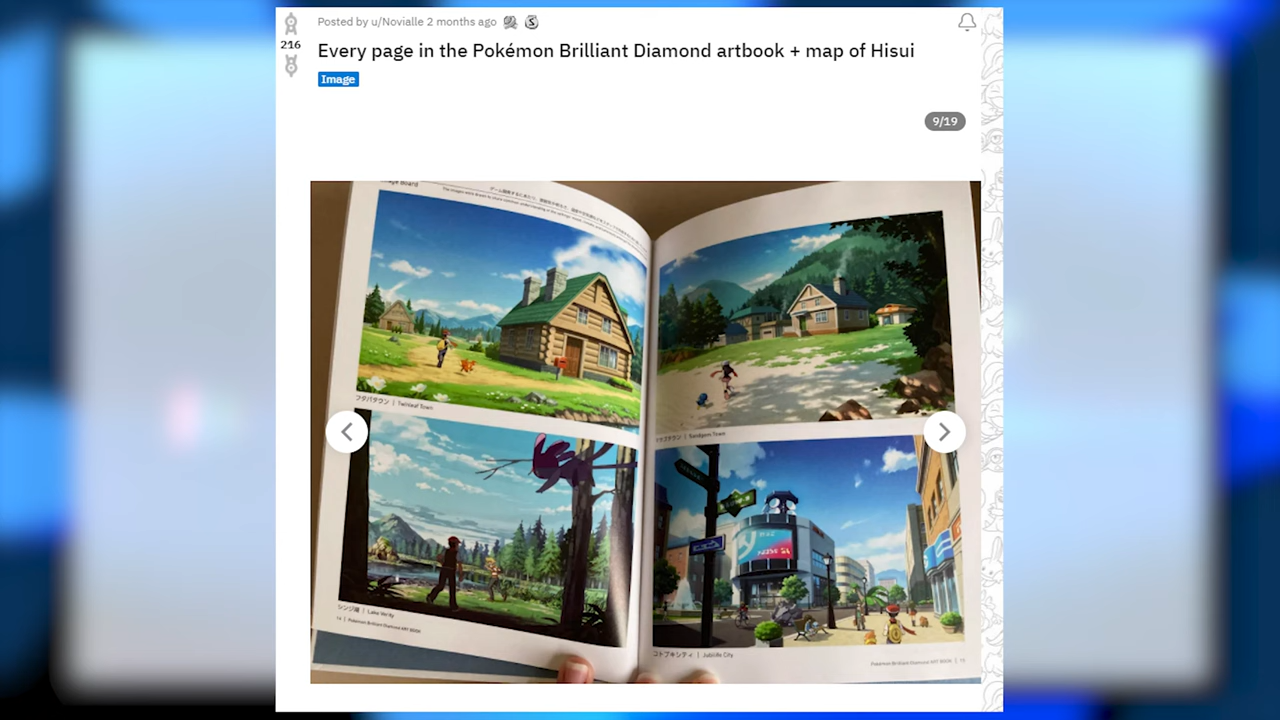 Posted by u/Novialle 2 months ago
216
Every page in the Pokémon Brilliant Diamond artbook + map of Hisui
Image
9/19
Board
フタバタウン | Twinleaf Town
タウン | Sandgem Town
シンジ湖 | Lake Verity
14 | Pokémon Brilliant Diamond ART BOOK
コトブキシティ | Jubilife City
Pokémon Brilliant Diamond ART BOOK | 15